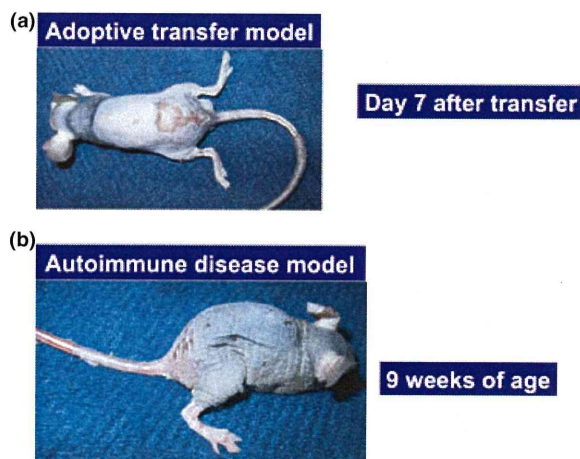 (a)
Adoptive transfer model
Day 7 after transfer
(b)
Autoimmune disease model
9 weeks of age